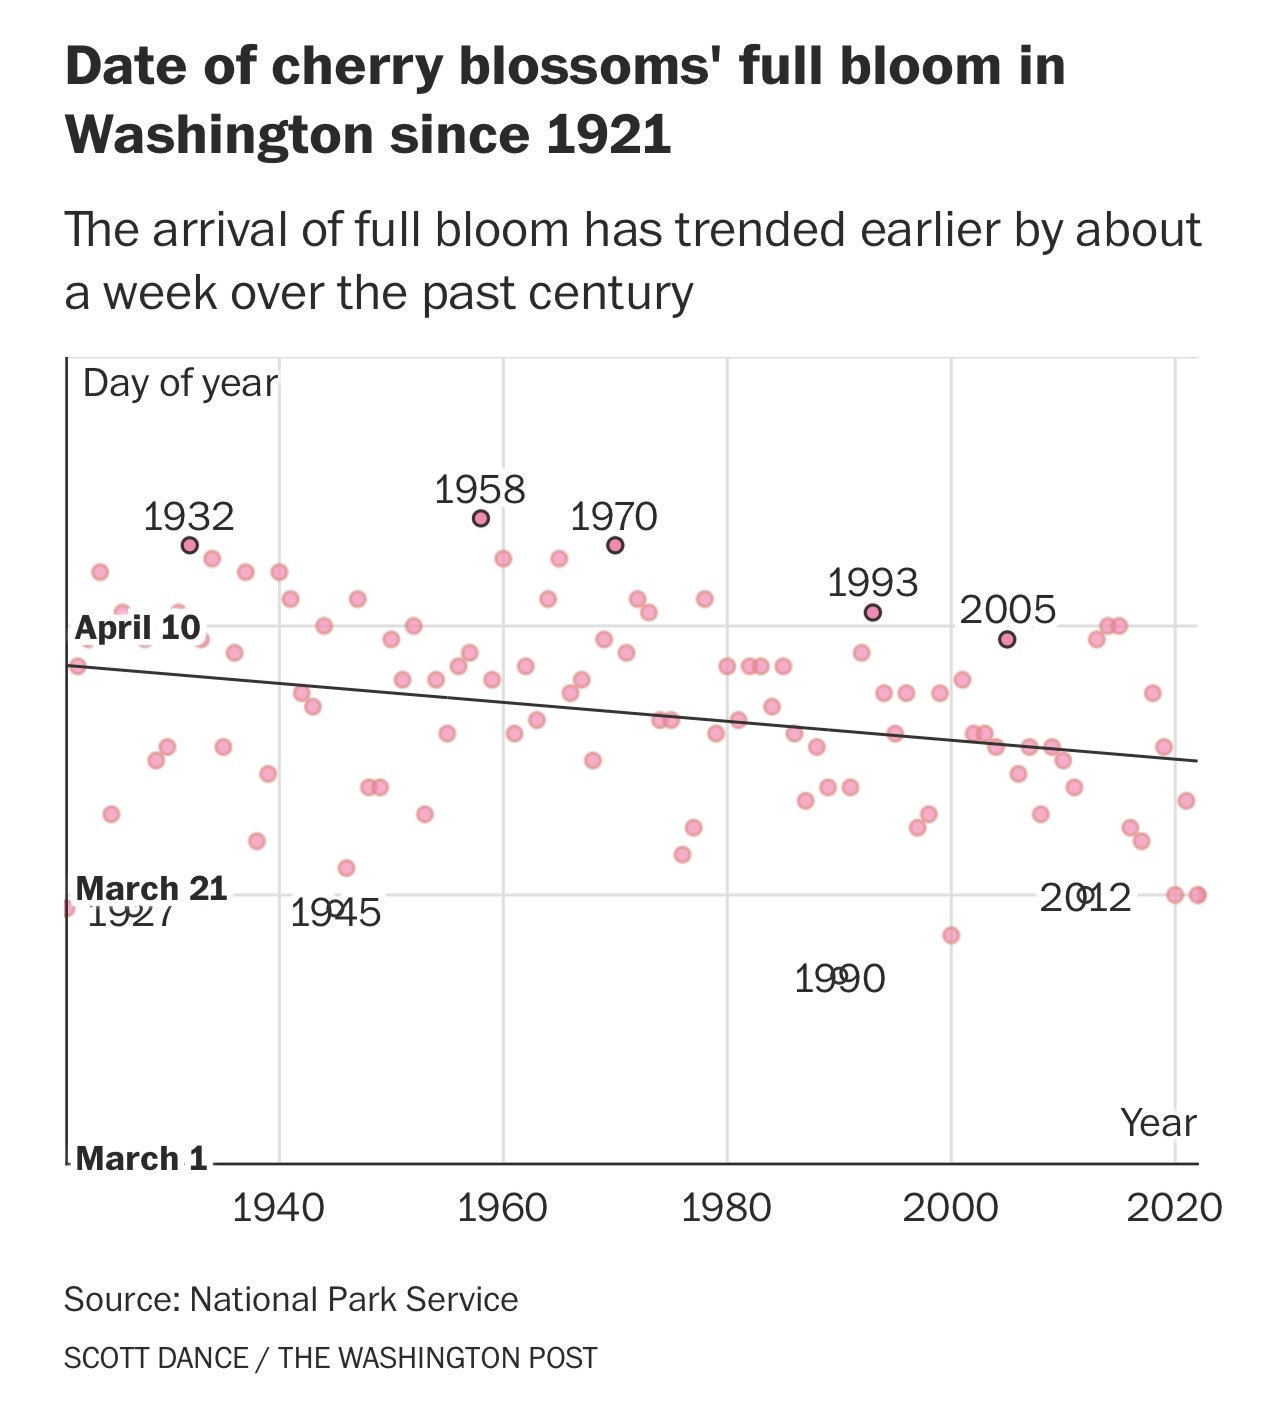 Date of cherry blossoms' full bloom in
Washington since 1921
The arrival of full bloom has trended earlier by about
a week over the past century
Day of year
1958
1932
1970
1993
2005
April 10
March 21
2012
1927
1945
1990
Year
March 1
1940 1960 1980 2000 2020
Source: National Park Service
SCOTT DANCE / THE WASHINGTON POST